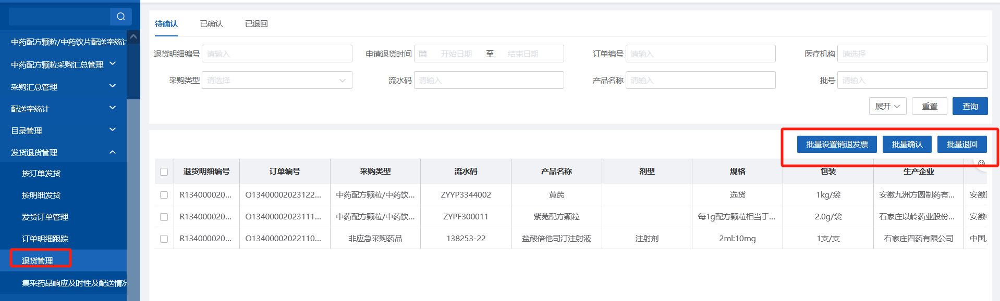 中药配方颗粒/中药饮片配送率统计
中药配方颗粒采购汇总管理
采购汇总管理
配送率统计
目录管理
发货退货管理
按订单发货
按明细发货
发货订单管理
订单明细跟踪
退货管理
集采药品响应及时性及配送情况
待确认 已确认 已退回
退货明细编号 请输入 申请退货时间 开始日期 至 结束日期 订单编号 请输入 医疗机构 请选择
采购类型 请选择 流水码 请输入 产品名称 请输入 批号 请输入
展开 重置 查询
批量设置销退发票 批量确认 批量退回
退货明细编号 订单编号 采购类型 流水码 产品名称 剂型 规格 包装 生产企业
R134000020... O13400002023122... 中药配方颗粒/中药饮... ZYYP3344002 黄芪 选货 1kg/袋 安徽九洲方圆制药有... 安徽
R134000020... O13400002023111... 中药配方颗粒/中药饮... ZYPF300011 紫菀配方颗粒 每1g配方颗粒相当于... 2.0g/袋 石家庄以岭药业股份... 安徽
R134000020... O13400002022110... 非应急采购药品 138253-22 盐酸倍他司汀注射液 注射剂 2ml:10mg 1支/支 石家庄四药有限公司 中国